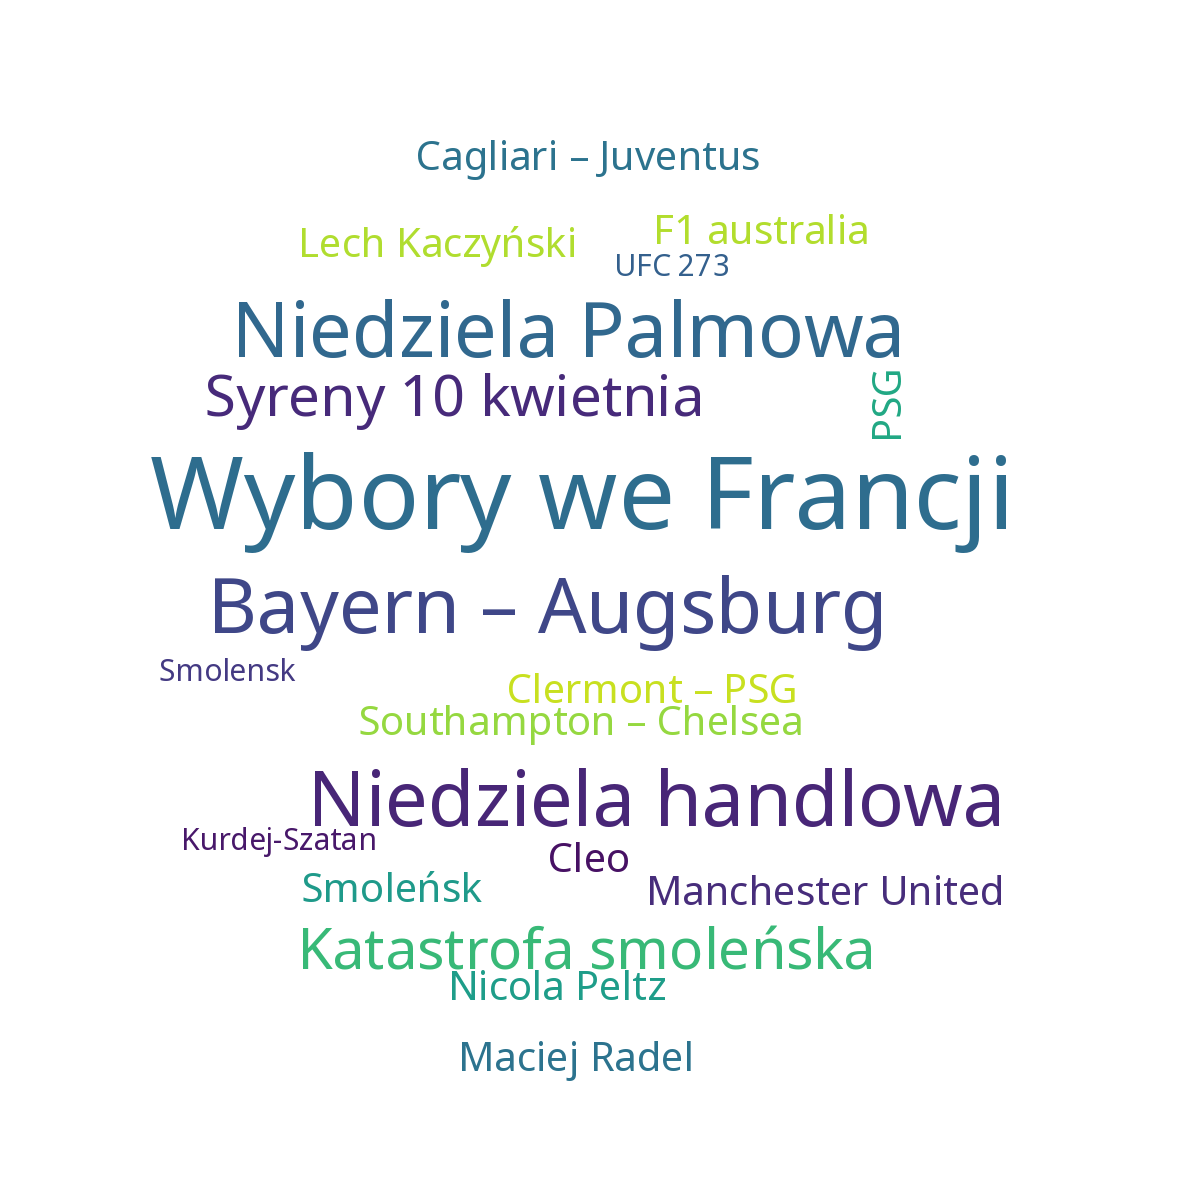 Cagliari – Juventus
Lech Kaczyński
F1 australia
UFC 273
Niedziela Palmowa
Syreny 10 kwietnia
PSG
Wybory we Francji
Bayern – Augsburg
Smolensk
Clermont – PSG
Southampton – Chelsea
Niedziela handlowa
Kurdej-Szatan
Cleo
Smoleńsk
Manchester United
Katastrofa smoleńska
Nicola Peltz
Maciej Radel